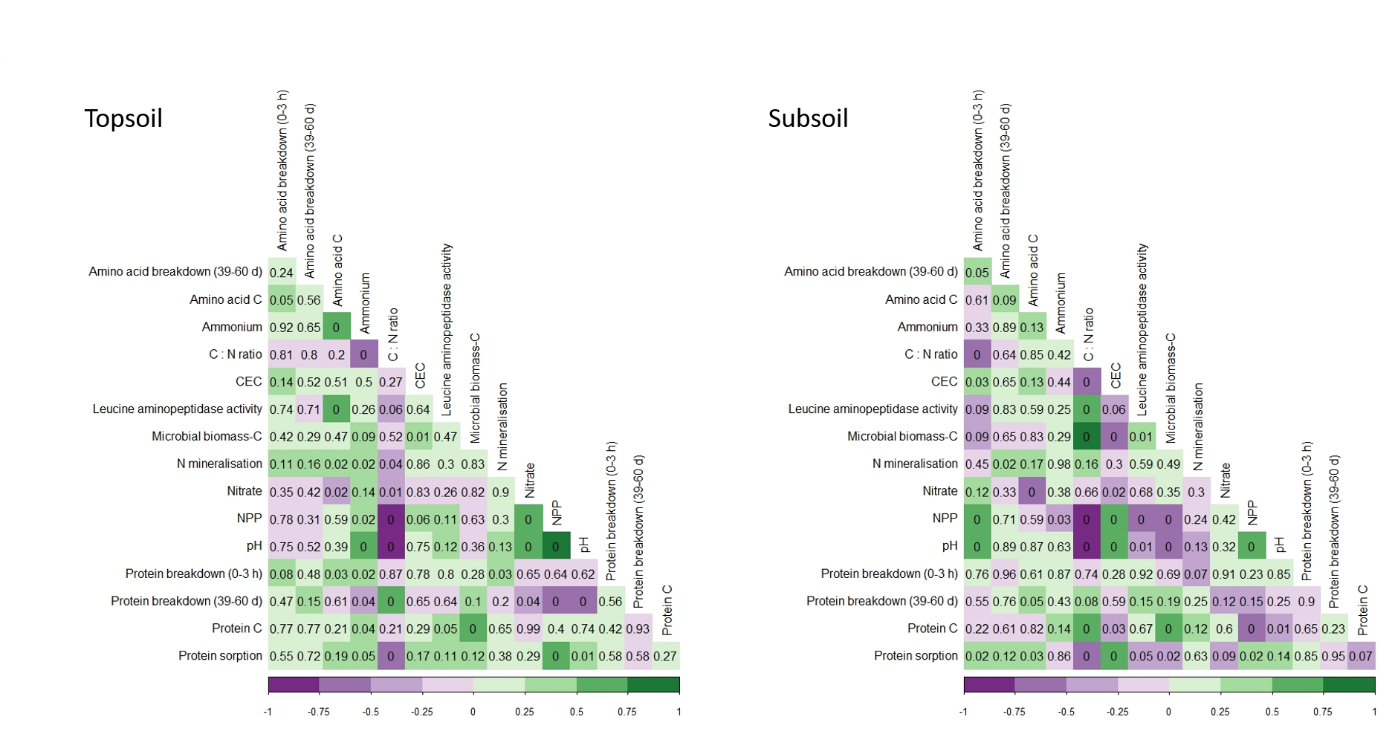 Topsoil
Amino acid breakdown (0-3 h)
Amino acid breakdown (39-60 d)
Amino acid C
Ammonium
C : N ratio
CEC
Leucine aminopeptidase activity
Microbial biomass-C
N mineralisation
Nitrate
NPP
pH
Protein breakdown (0-3 h)
Protein breakdown (39-60 d)
Protein C
Amino acid breakdown (39-60 d) 0.24
Amino acid C 0.05 0.56
Ammonium 0.92 0.65 0
C : N ratio 0.81 0.8 0.2 0
CEC 0.14 0.52 0.51 0.5 0.27
Leucine aminopeptidase activity 0.74 0.71 0 0.26 0.06 0.64
Microbial biomass-C 0.42 0.29 0.47 0.09 0.52 0.01 0.47
N mineralisation 0.11 0.16 0.02 0.02 0.04 0.86 0.3 0.83
Nitrate 0.35 0.42 0.02 0.14 0.01 0.83 0.26 0.82 0.9
NPP 0.78 0.31 0.59 0.02 0 0.06 0.11 0.63 0.3 0
pH 0.75 0.52 0.39 0 0 0.75 0.12 0.36 0.13 0 0
Protein breakdown (0-3 h) 0.08 0.48 0.03 0.02 0.87 0.78 0.8 0.28 0.03 0.65 0.64 0.62
Protein breakdown (39-60 d) 0.47 0.15 0.61 0.04 0 0.65 0.64 0.1 0.2 0.04 0 0 0.56
Protein C 0.77 0.77 0.21 0.04 0.21 0.29 0.05 0 0.65 0.99 0.4 0.74 0.42 0.93
Protein sorption 0.55 0.72 0.19 0.05 0 0.17 0.11 0.12 0.38 0.29 0 0.01 0.58 0.58 0.27
-1 -0.75 -0.5 -0.25 0 0.25 0.5 0.75 1
Subsoil
Amino acid breakdown (0-3 h)
Amino acid breakdown (39-60 d)
Amino acid C
Ammonium
C : N ratio
CEC
Leucine aminopeptidase activity
Microbial biomass-C
N mineralisation
Nitrate
NPP
pH
Protein breakdown (0-3 h)
Protein breakdown (39-60 d)
Protein C
Amino acid breakdown (39-60 d) 0.05
Amino acid C 0.61 0.09
Ammonium 0.33 0.89 0.13
C : N ratio 0 0.64 0.85 0.42
CEC 0.03 0.65 0.13 0.44 0
Leucine aminopeptidase activity 0.09 0.83 0.59 0.25 0 0.06
Microbial biomass-C 0.09 0.65 0.83 0.29 0 0 0.01
N mineralisation 0.45 0.02 0.17 0.98 0.16 0.3 0.59 0.49
Nitrate 0.12 0.33 0 0.38 0.66 0.02 0.68 0.35 0.3
NPP 0 0.71 0.59 0.03 0 0 0 0 0.24 0.42
pH 0 0.89 0.87 0.63 0 0 0.01 0 0.13 0.32 0
Protein breakdown (0-3 h) 0.76 0.96 0.61 0.87 0.74 0.28 0.92 0.69 0.07 0.91 0.23 0.85
Protein breakdown (39-60 d) 0.55 0.76 0.05 0.43 0.08 0.59 0.15 0.19 0.25 0.12 0.15 0.25 0.9
Protein C 0.22 0.61 0.82 0.14 0 0.03 0.67 0 0.12 0.6 0 0.01 0.65 0.23
Protein sorption 0.02 0.12 0.03 0.86 0 0 0.05 0.02 0.63 0.09 0.02 0.14 0.85 0.95 0.07
-1 -0.75 -0.5 -0.25 0 0.25 0.5 0.75 1